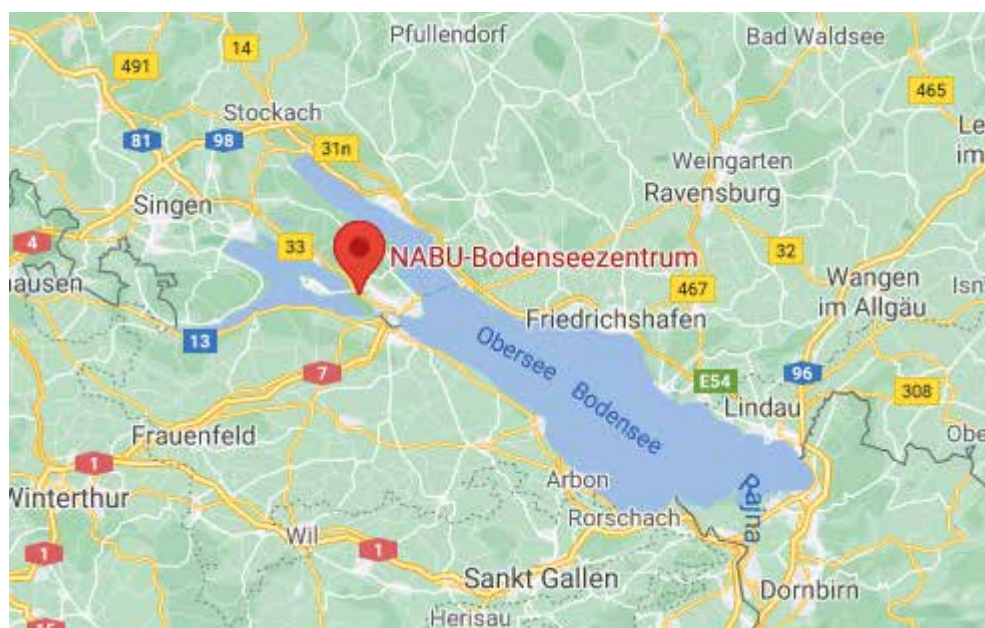 Pfullendorf
14
Bad Waldsee
491
465
Stockach
Le
im
81
98
31n
Weingarten
Ravensburg
Singen
33
NABU-Bodenseezentrum
32
4
hausen
467
Wangen
im Allgäu
Isn
Friedrichshafen
13
Obersee Bodensee
7
E54
96
308
Lindau
Frauenfeld
Obe
1
Winterthur
Arbon
Rajna
Rorschach
Wil
1
1
Sankt Gallen
Dornbirn
Herisau
15